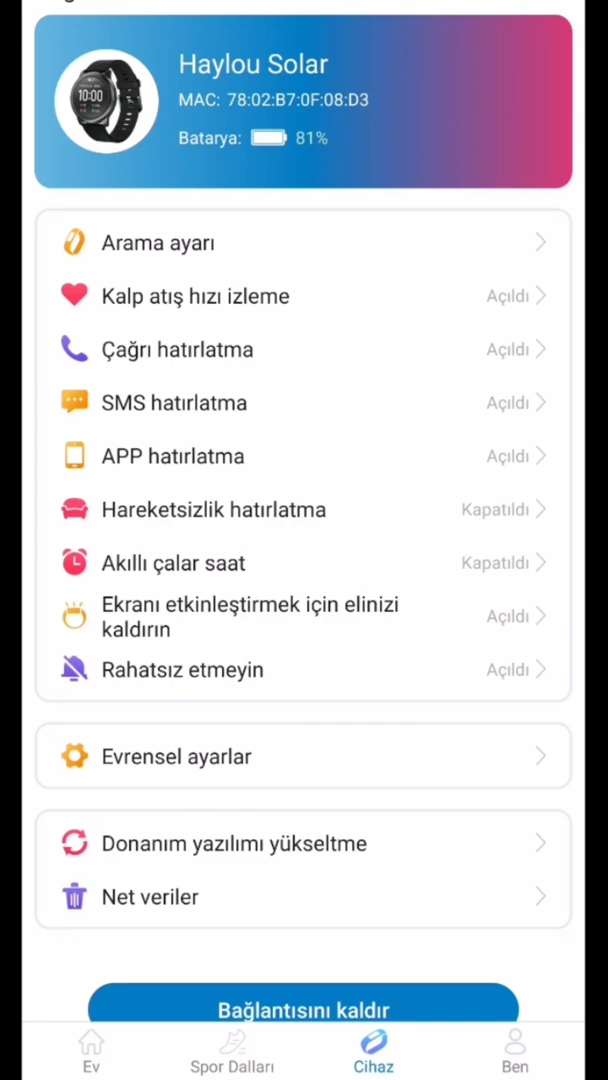 Haylou Solar
MAC: 78:02:B7:0F:08:D3
Batarya: 81%
10:00
Arama ayarı
Kalp atış hızı izleme Açıldı
Çağrı hatırlatma Açıldı
SMS hatırlatma Açıldı
APP hatırlatma Açıldı
Hareketsizlik hatırlatma Kapatıldı
Akıllı çalar saat Kapatıldı
Ekranı etkinleştirmek için elinizi
kaldırın Açıldı
Rahatsız etmeyin Açıldı
Evrensel ayarlar
Donanım yazılımı yükseltme
Net veriler
Bağlantısını kaldır
Ev Spor Dalları Cihaz Ben